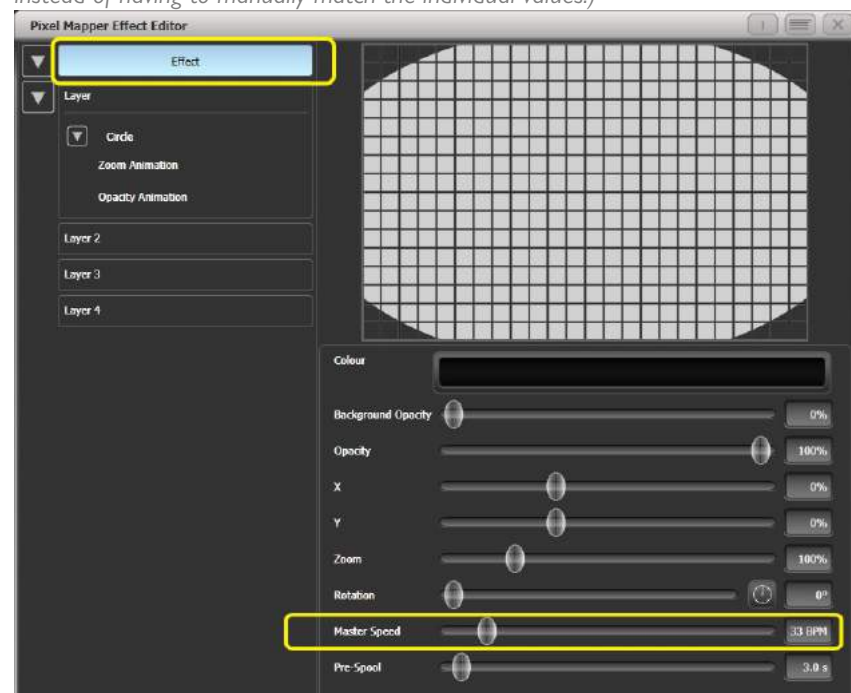 instead of having to manually match the individual values.)
Pixel Mapper Effect Editor
Effect
Layer
Circle
Zoom Animation
Opacity Animation
Layer 2
Layer 3
Layer 4
Colour
Background Opacity 0%
Opacity 100%
X 0%
Y 0%
Zoom 100%
Rotation 0°
Master Speed 33 BPM
Pre-Spool 3.0 s